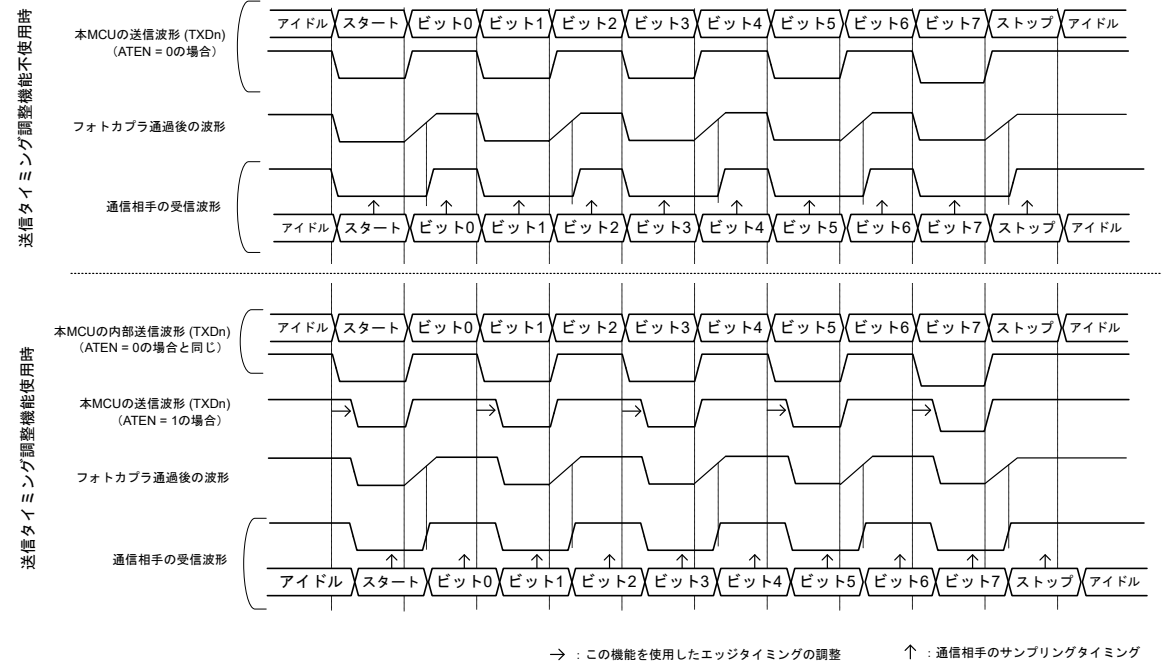 送信タイミング調整機能不使用時
本MCUの送信波形 (TXDn)
（ATEN = 0の場合）
アイドル スタート ビット0 ビット1 ビット2 ビット3 ビット4 ビット5 ビット6 ビット7 ストップ アイドル
フォトカプラ通過後の波形
通信相手の受信波形
アイドル スタート ビット0 ビット1 ビット2 ビット3 ビット4 ビット5 ビット6 ビット7 ストップ アイドル
送信タイミング調整機能使用時
本MCUの内部送信波形 (TXDn)
（ATEN = 0の場合と同じ）
アイドル スタート ビット0 ビット1 ビット2 ビット3 ビット4 ビット5 ビット6 ビット7 ストップ アイドル
本MCUの送信波形 (TXDn)
（ATEN = 1の場合）
フォトカプラ通過後の波形
通信相手の受信波形
アイドル スタート ビット0 ビット1 ビット2 ビット3 ビット4 ビット5 ビット6 ビット7 ストップ アイドル
→ : この機能を使用したエッジタイミングの調整 ↑ : 通信相手のサンプリングタイミング